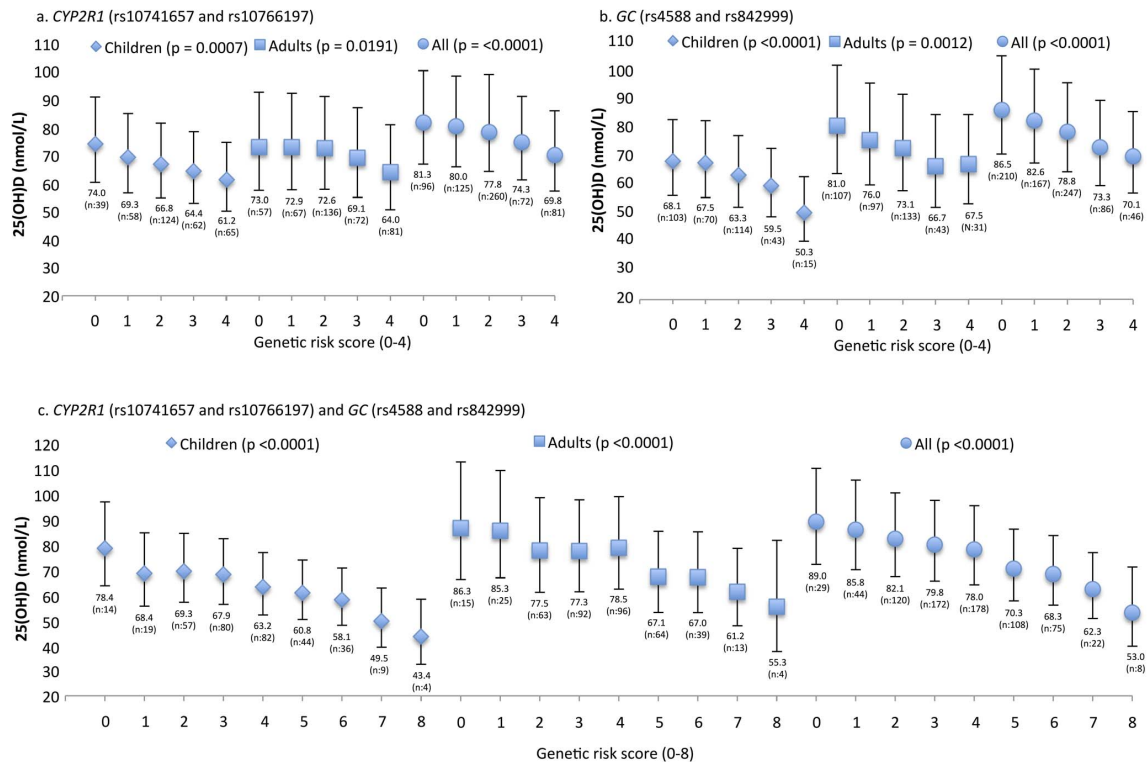 a. CYP2R1 (rs10741657 and rs10766197)
Children (p = 0.0007) Adults (p = 0.0191) All (p = <0.0001)
110
100
90
80
70
60
50
40
30
20
25(OH)D (nmol/L)
74.0 (n:39)
69.3 (n:58)
66.8 (n:124)
64.4 (n:62)
61.2 (n:65)
73.0 (n:57)
72.9 (n:67)
72.6 (n:136)
69.1 (n:72)
64.0 (n:81)
81.3 (n:96)
80.0 (n:125)
77.8 (n:260)
74.3 (n:72)
69.8 (n:81)
0 1 2 3 4 0 1 2 3 4 0 1 2 3 4
Genetic risk score (0-4)
b. GC (rs4588 and rs842999)
Children (p <0.0001) Adults (p = 0.0012) All (p <0.0001)
110
100
90
80
70
60
50
40
30
20
25(OH)D (nmol/L)
68.1 (n:103)
67.5 (n:70)
63.3 (n:114)
59.5 (n:43)
50.3 (n:15)
81.0 (n:107)
76.0 (n:97)
73.1 (n:133)
66.7 (n:43)
67.5 (N:31)
86.5 (n:210)
82.6 (n:167)
78.8 (n:247)
73.3 (n:86)
70.1 (n:46)
0 1 2 3 4 0 1 2 3 4 0 1 2 3 4
Genetic risk score (0-4)
c. CYP2R1 (rs10741657 and rs10766197) and GC (rs4588 and rs842999)
Children (p <0.0001) Adults (p <0.0001) All (p <0.0001)
120
110
100
90
80
70
60
50
40
30
20
25(OH)D (nmol/L)
78.4 (n:14)
68.4 (n:19)
69.3 (n:57)
67.9 (n:80)
63.2 (n:82)
60.8 (n:44)
58.1 (n:36)
49.5 (n:9)
43.4 (n:4)
86.3 (n:15)
85.3 (n:25)
77.5 (n:63)
77.3 (n:92)
78.5 (n:96)
67.1 (n:64)
67.0 (n:39)
61.2 (n:13)
55.3 (n:4)
89.0 (n:29)
85.8 (n:44)
82.1 (n:120)
79.8 (n:172)
78.0 (n:178)
70.3 (n:108)
68.3 (n:75)
62.3 (n:22)
53.0 (n:8)
0 1 2 3 4 5 6 7 8 0 1 2 3 4 5 6 7 8 0 1 2 3 4 5 6 7 8
Genetic risk score (0-8)